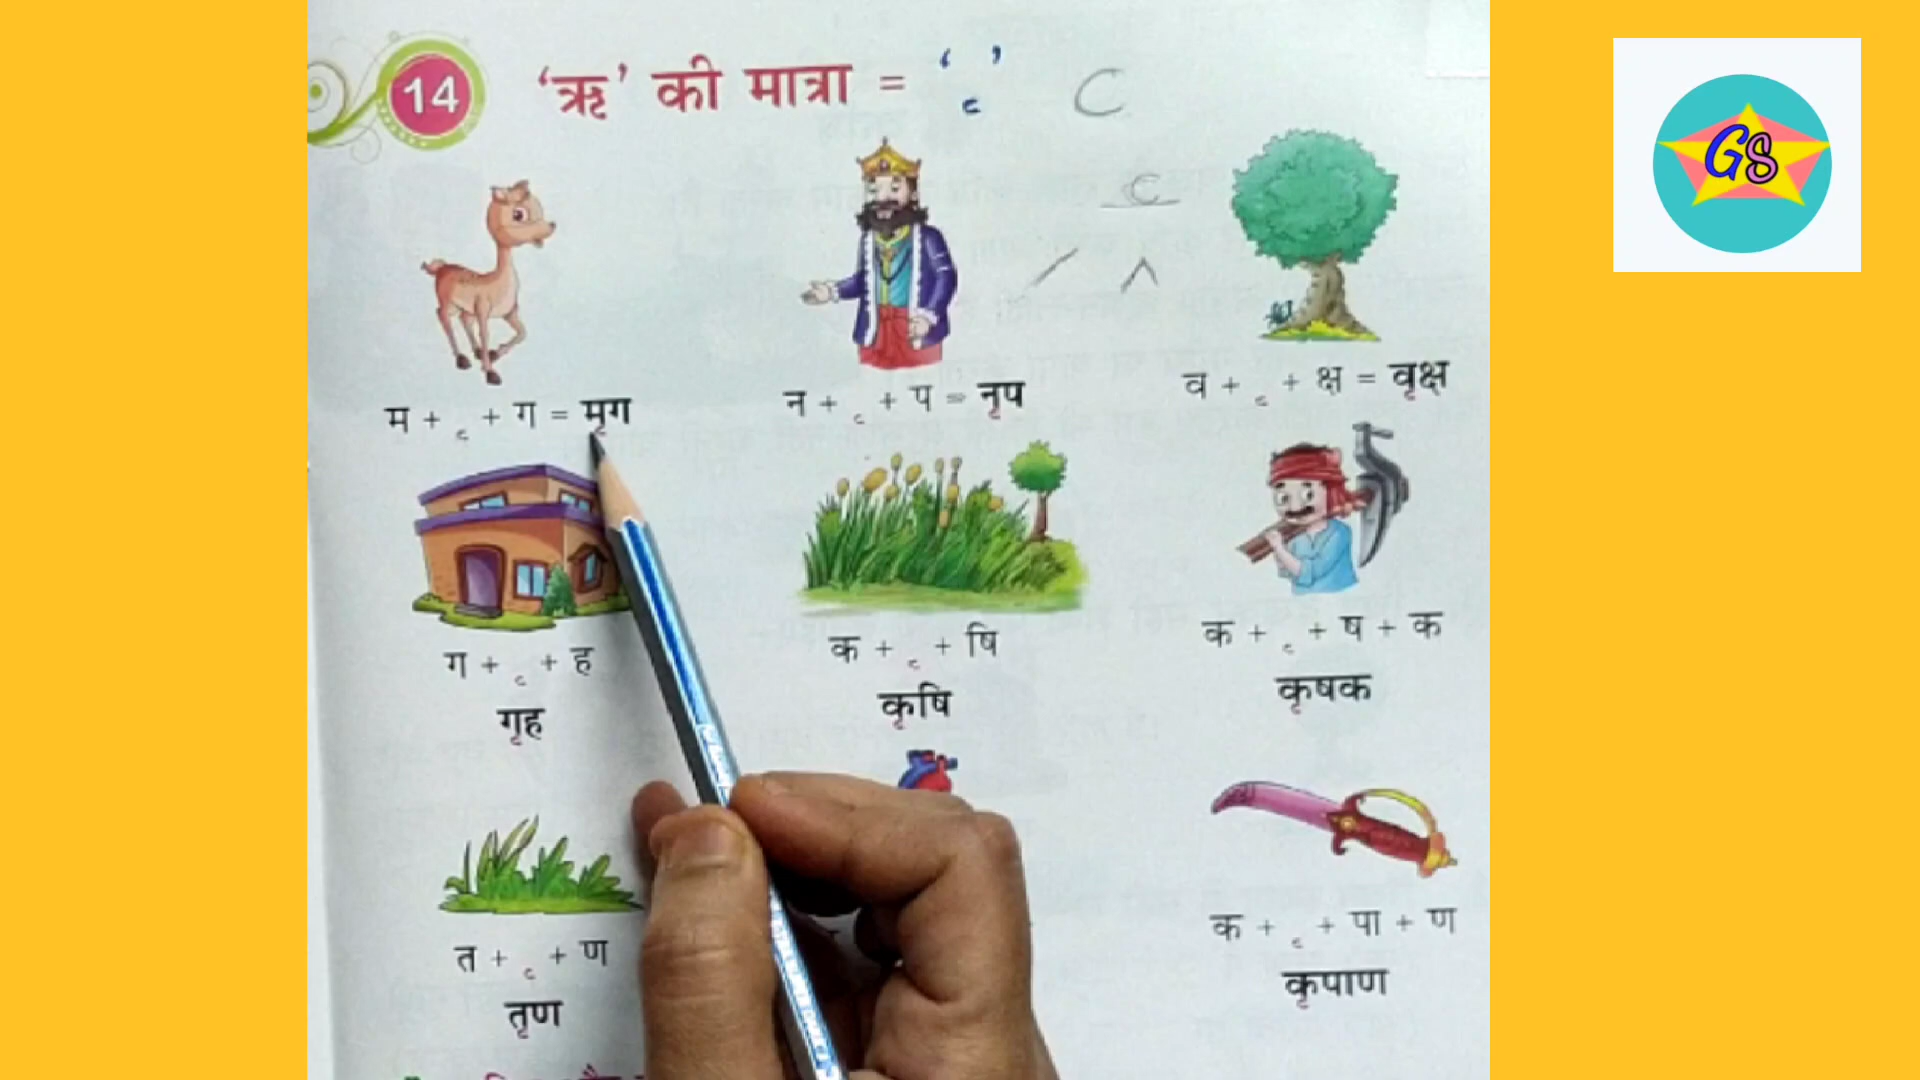 14 ‘ऋ’ की मात्रा = ‘ ृ ’ C
C
/ ^
म + ृ + ग = मृग
न + ृ + प = नृप
व + ृ + क्ष = वृक्ष
ग + ृ + ह
गृह
क + ृ + षि
कृषि
क + ृ + ष + क
कृषक
त + ृ + ण
तृण
क + ृ + पा + ण
कृपाण
GS